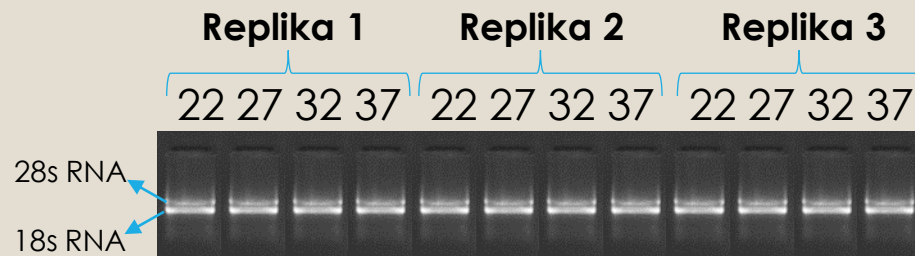 Replika 1 Replika 2 Replika 3
22 27 32 37 22 27 32 37 22 27 32 37
28s RNA
18s RNA